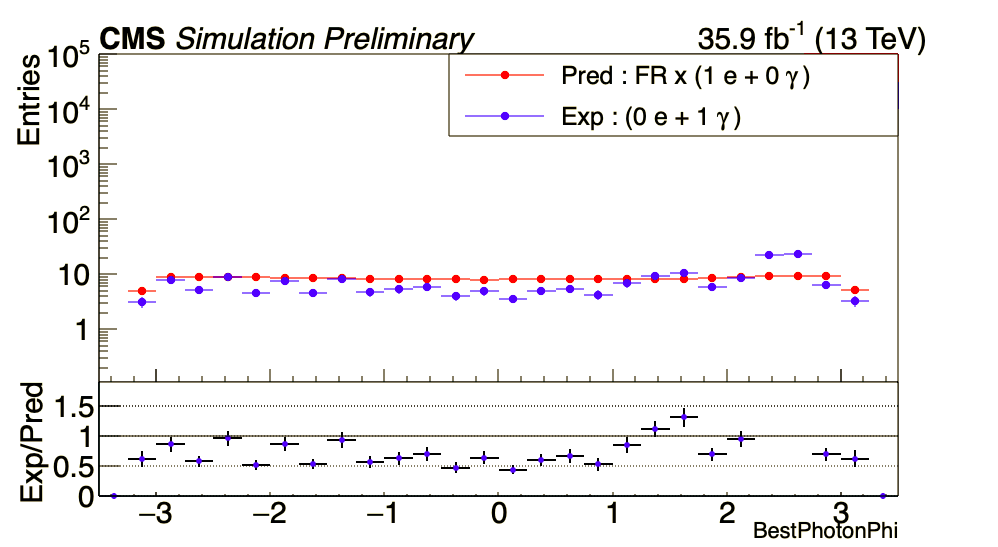 CMS Simulation Preliminary 35.9 fb⁻¹ (13 TeV)
Entries
10⁵
10⁴
10³
10²
10
1
Pred : FR x (1 e + 0 γ )
Exp : (0 e + 1 γ )
Exp/Pred
1.5
1
0.5
0
−3 −2 −1 0 1 2 3
BestPhotonPhi